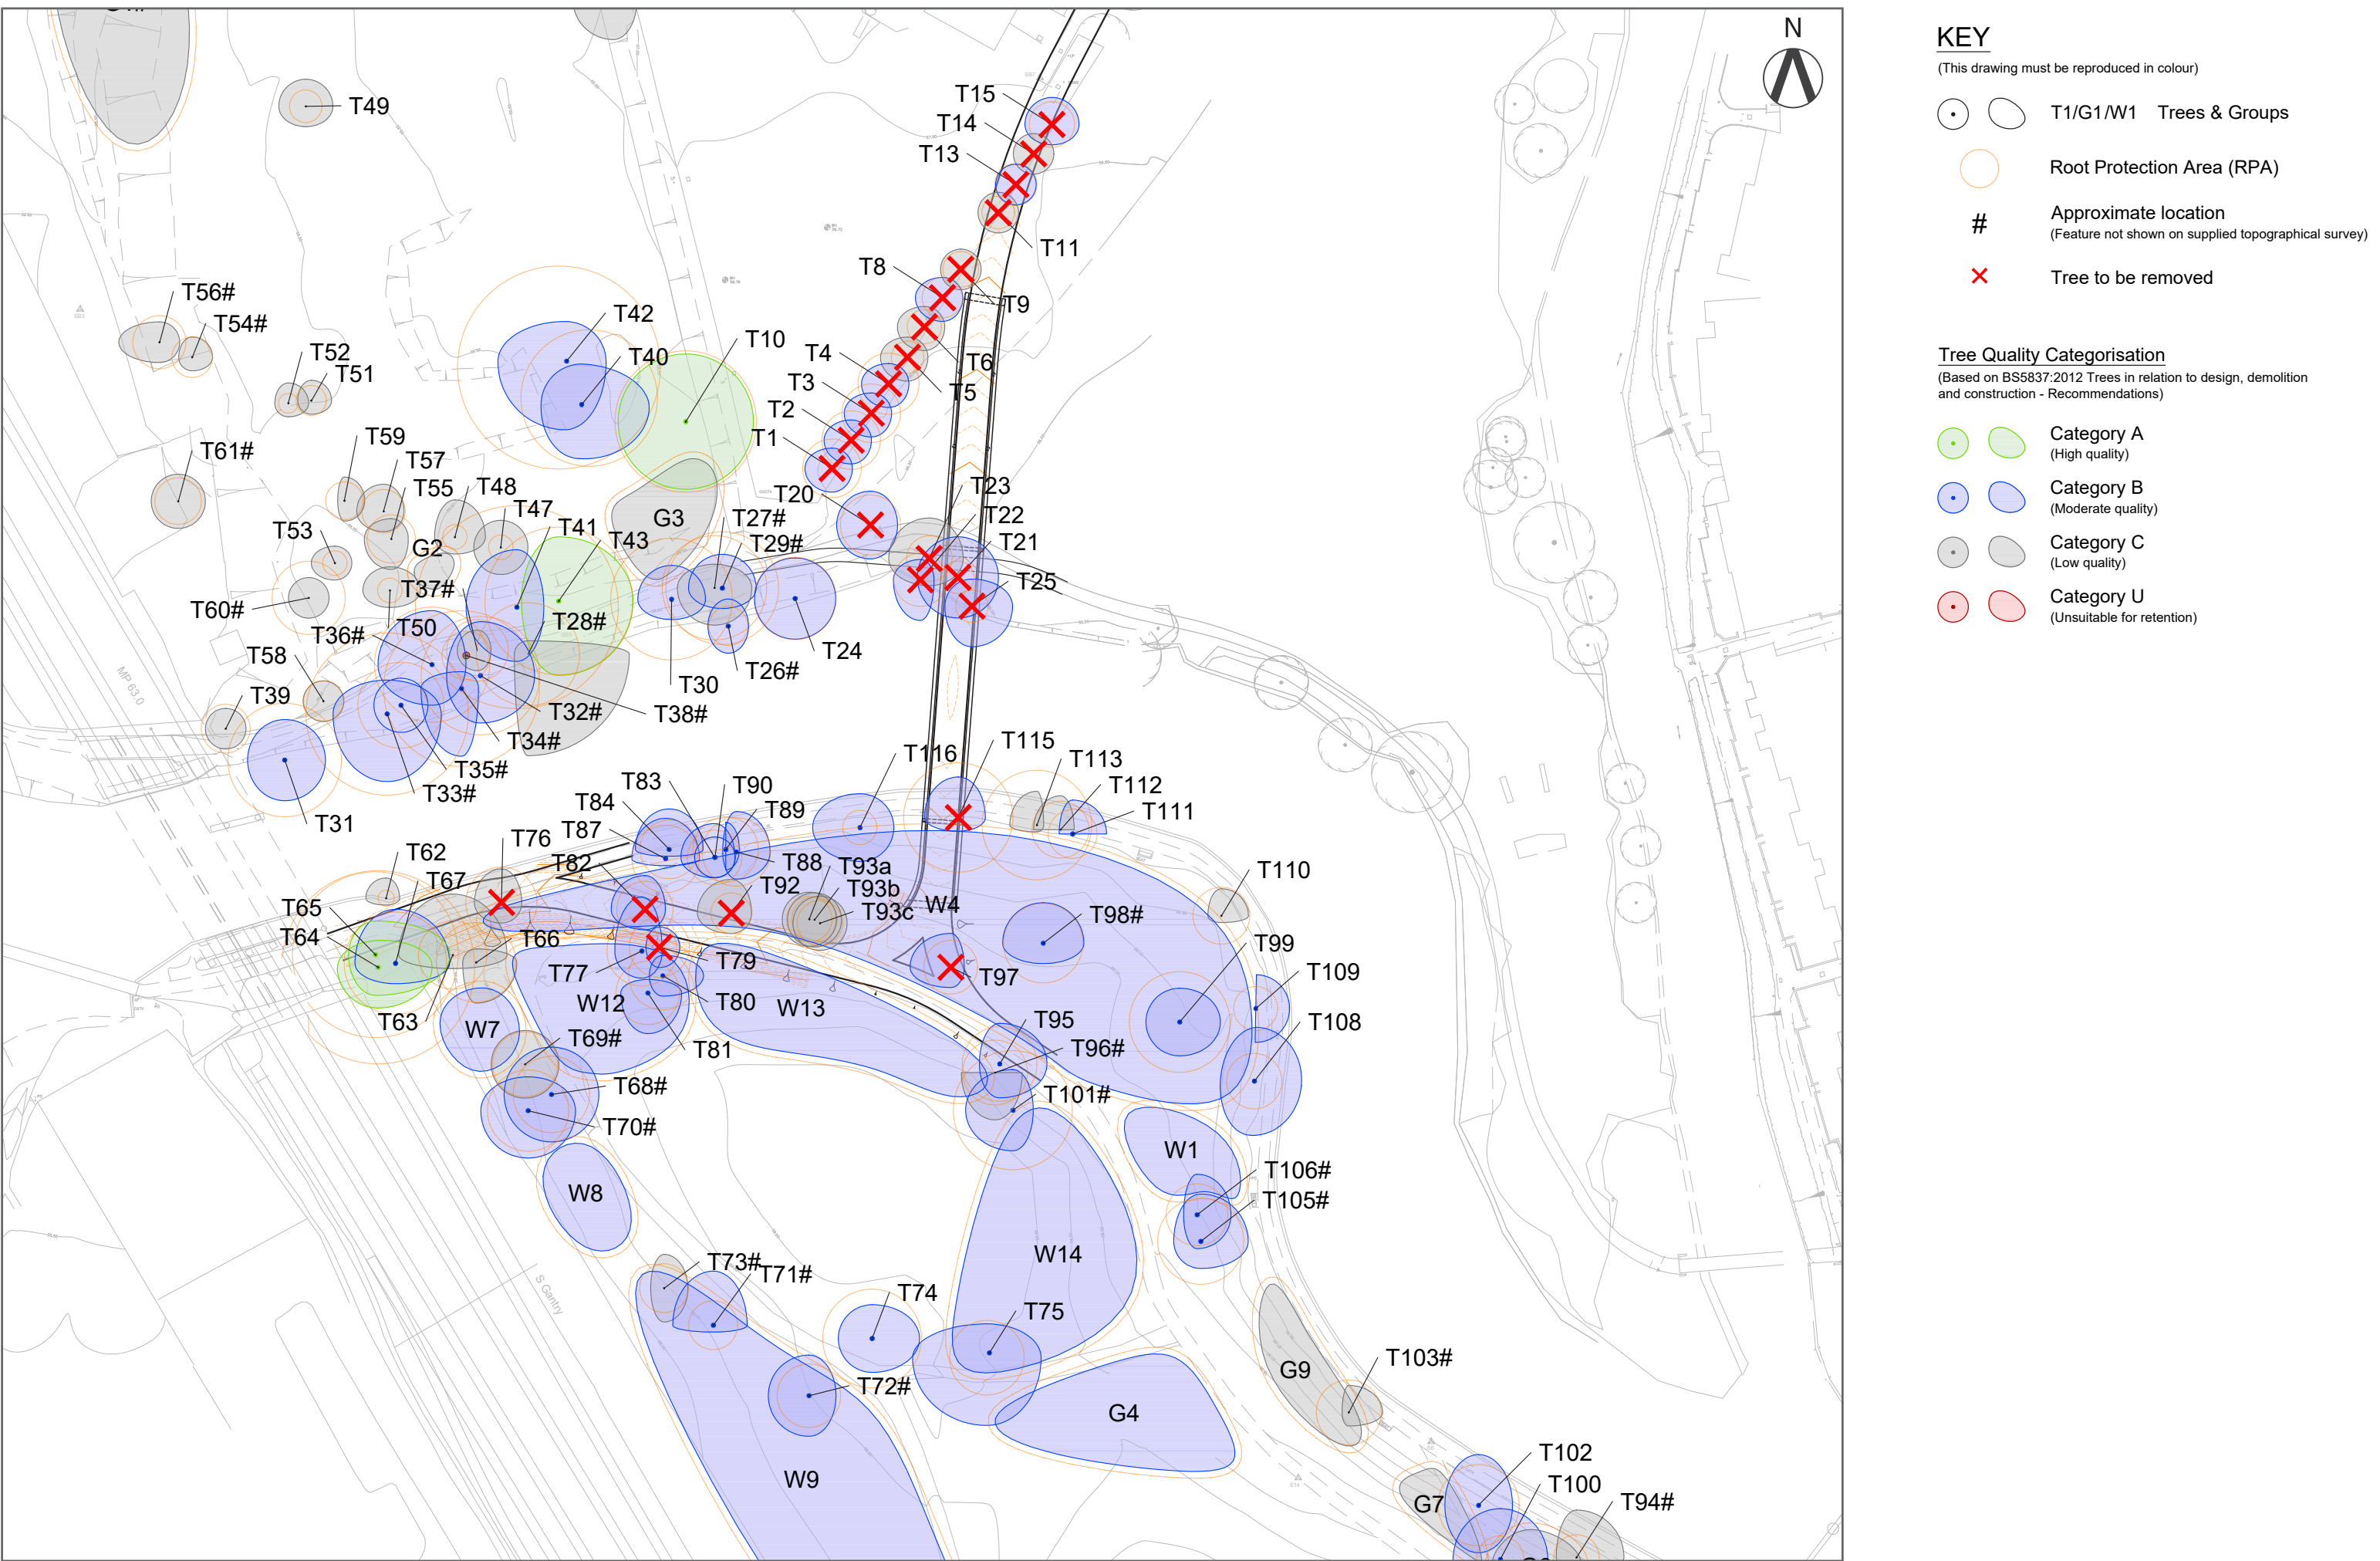 N
T49
T15
T14
T13
T11
T8
T9
T56#
T54#
T42
T10
T40
T52
T51
T4
T6
T3
T5
T2
T1
T61#
T59
T57
T55
T48
T47
T41
T43
G3
T20
T23
T22
T21
T25
T27#
T29#
T53
G2
T37#
T60#
T36#
T50
T28#
T24
T26#
T30
T58
T39
T32#
T38#
T34#
T35#
T33#
T31
MP 63.0
T116
T115
T113
T112
T111
T83
T90
T84
T89
T87
T76
T82
T88
T93a
T92
T93b
T93c
W4
T62
T67
T65
T64
T66
T110
T98#
T99
T77
T79
T97
T109
W12
T80
W13
T63
W7
T69#
T81
T95
T96#
T108
T68#
T70#
T101#
W1
W8
T106#
T105#
W14
T73#
T71#
S Gantry
T74
T75
T72#
G9
T103#
G4
W9
T102
T100
G7
T94#
KEY
(This drawing must be reproduced in colour)
T1/G1/W1 Trees & Groups
Root Protection Area (RPA)
#
Approximate location
(Feature not shown on supplied topographical survey)
Tree to be removed
Tree Quality Categorisation
(Based on BS5837:2012 Trees in relation to design, demolition
and construction - Recommendations)
Category A
(High quality)
Category B
(Moderate quality)
Category C
(Low quality)
Category U
(Unsuitable for retention)